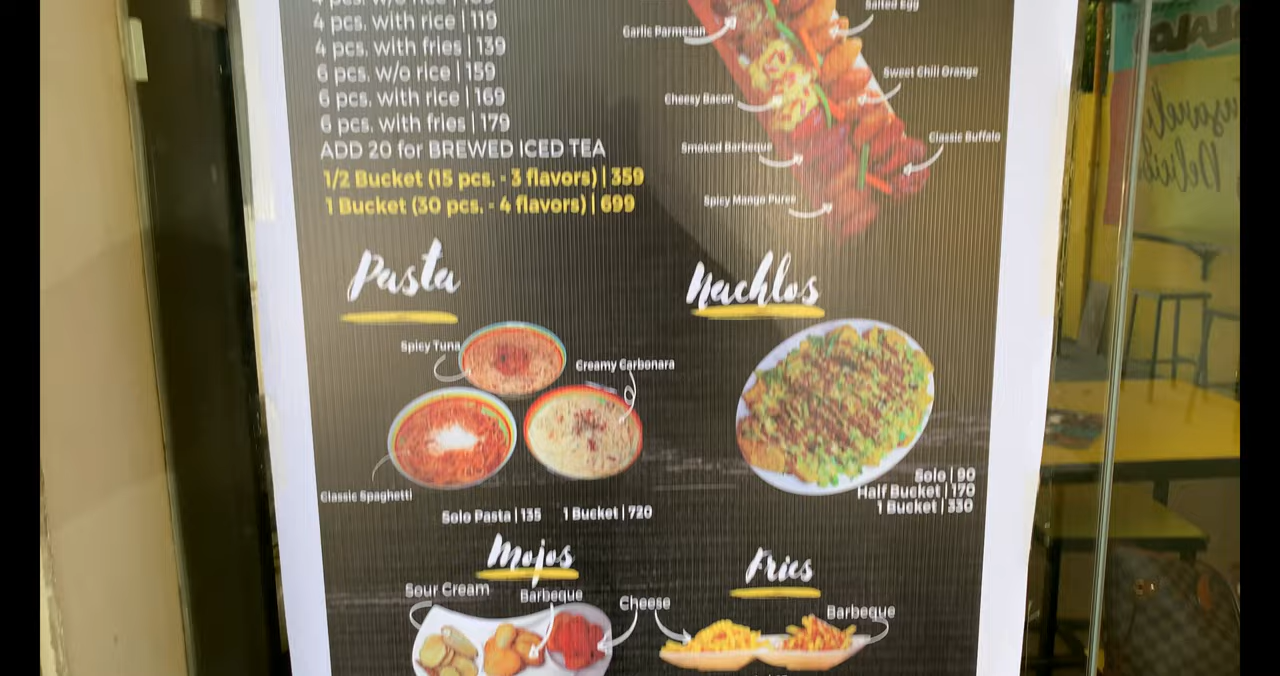 4 pcs. w/o rice |
4 pcs. with rice | 119
4 pcs. with fries | 139
6 pcs. w/o rice | 159
6 pcs. with rice | 169
6 pcs. with fries | 179
ADD 20 for BREWED ICED TEA
1/2 Bucket (15 pcs. - 3 flavors) | 359
1 Bucket (30 pcs. - 4 flavors) | 699
Salted Egg
Garlic Parmesan
Sweet Chili Orange
Cheesy Bacon
Classic Buffalo
Smoked Barbeque
Spicy Mango Puree
Pasta
Spicy Tuna
Creamy Carbonara
Classic Spaghetti
Solo Pasta | 135 1 Bucket | 720
Nachos
Solo | 90
Half Bucket | 170
1 Bucket | 330
Mojos
Sour Cream
Barbeque
Cheese
Fries
Barbeque